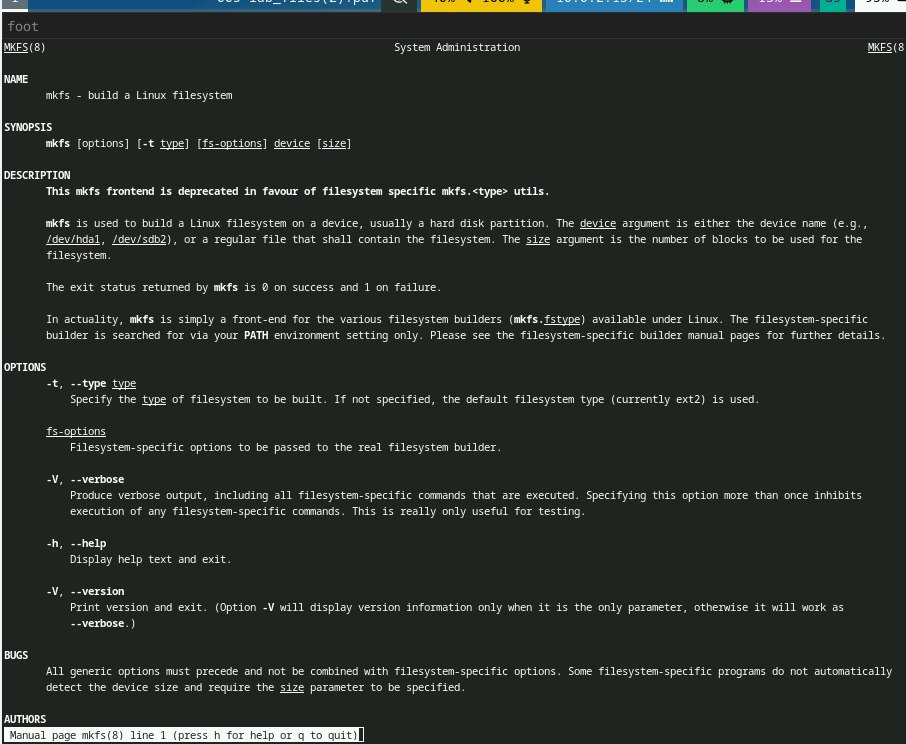 foot
MKFS(8) System Administration MKFS(8
NAME
mkfs - build a Linux filesystem
SYNOPSIS
mkfs [options] [-t type] [fs-options] device [size]
DESCRIPTION
This mkfs frontend is deprecated in favour of filesystem specific mkfs.<type> utils.
mkfs is used to build a Linux filesystem on a device, usually a hard disk partition. The device argument is either the device name (e.g.,
/dev/hda1, /dev/sdb2), or a regular file that shall contain the filesystem. The size argument is the number of blocks to be used for the
filesystem.
The exit status returned by mkfs is 0 on success and 1 on failure.
In actuality, mkfs is simply a front-end for the various filesystem builders (mkfs.fstype) available under Linux. The filesystem-specific
builder is searched for via your PATH environment setting only. Please see the filesystem-specific builder manual pages for further details.
OPTIONS
-t, --type type
Specify the type of filesystem to be built. If not specified, the default filesystem type (currently ext2) is used.
fs-options
Filesystem-specific options to be passed to the real filesystem builder.
-V, --verbose
Produce verbose output, including all filesystem-specific commands that are executed. Specifying this option more than once inhibits
execution of any filesystem-specific commands. This is really only useful for testing.
-h, --help
Display help text and exit.
-V, --version
Print version and exit. (Option -V will display version information only when it is the only parameter, otherwise it will work as
--verbose.)
BUGS
All generic options must precede and not be combined with filesystem-specific options. Some filesystem-specific programs do not automatically
detect the device size and require the size parameter to be specified.
AUTHORS
Manual page mkfs(8) line 1 (press h for help or q to quit)